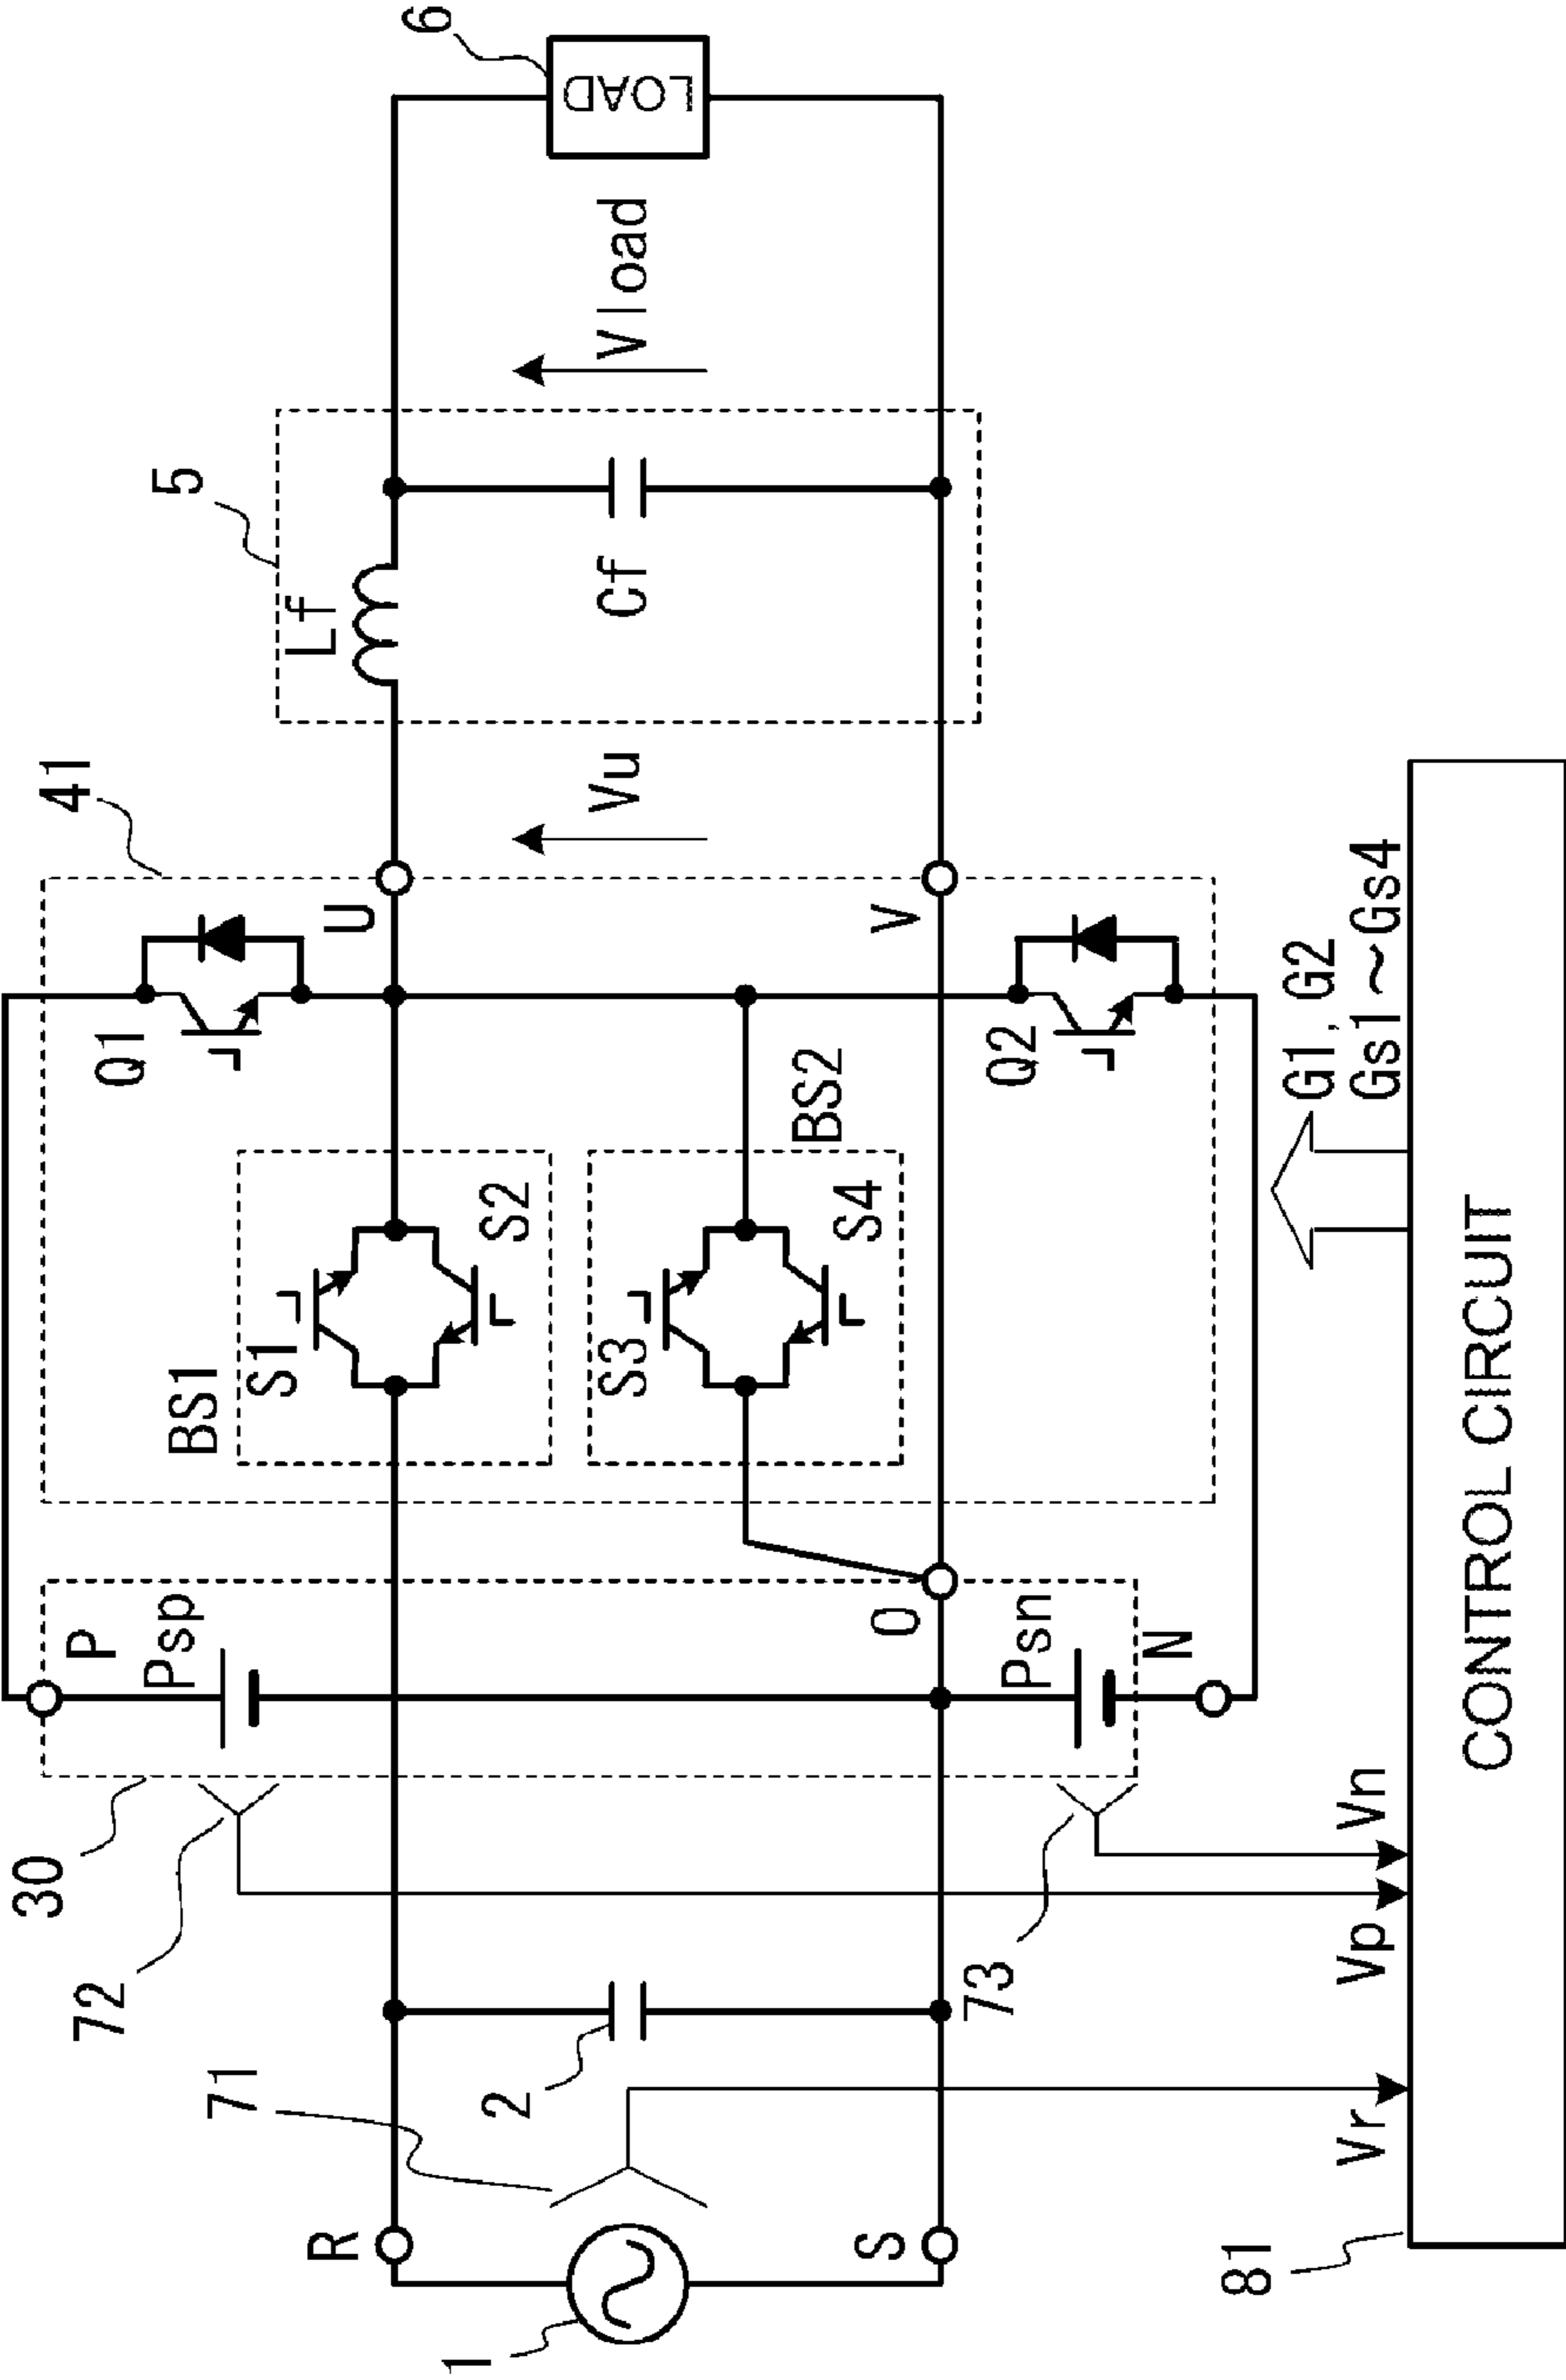 41
5
6
P
Q1
U
Lf
30
Psp
BS1
S1
S2
72
71
R
Vu
Vload
LOAD
Cf
1
2
S3
S4
BS2
V
O
S
73
Psn
N
Q2
G1, G2
Gs1~Gs4
Vr
Vp
Vn
81
CONTROL CIRCUIT